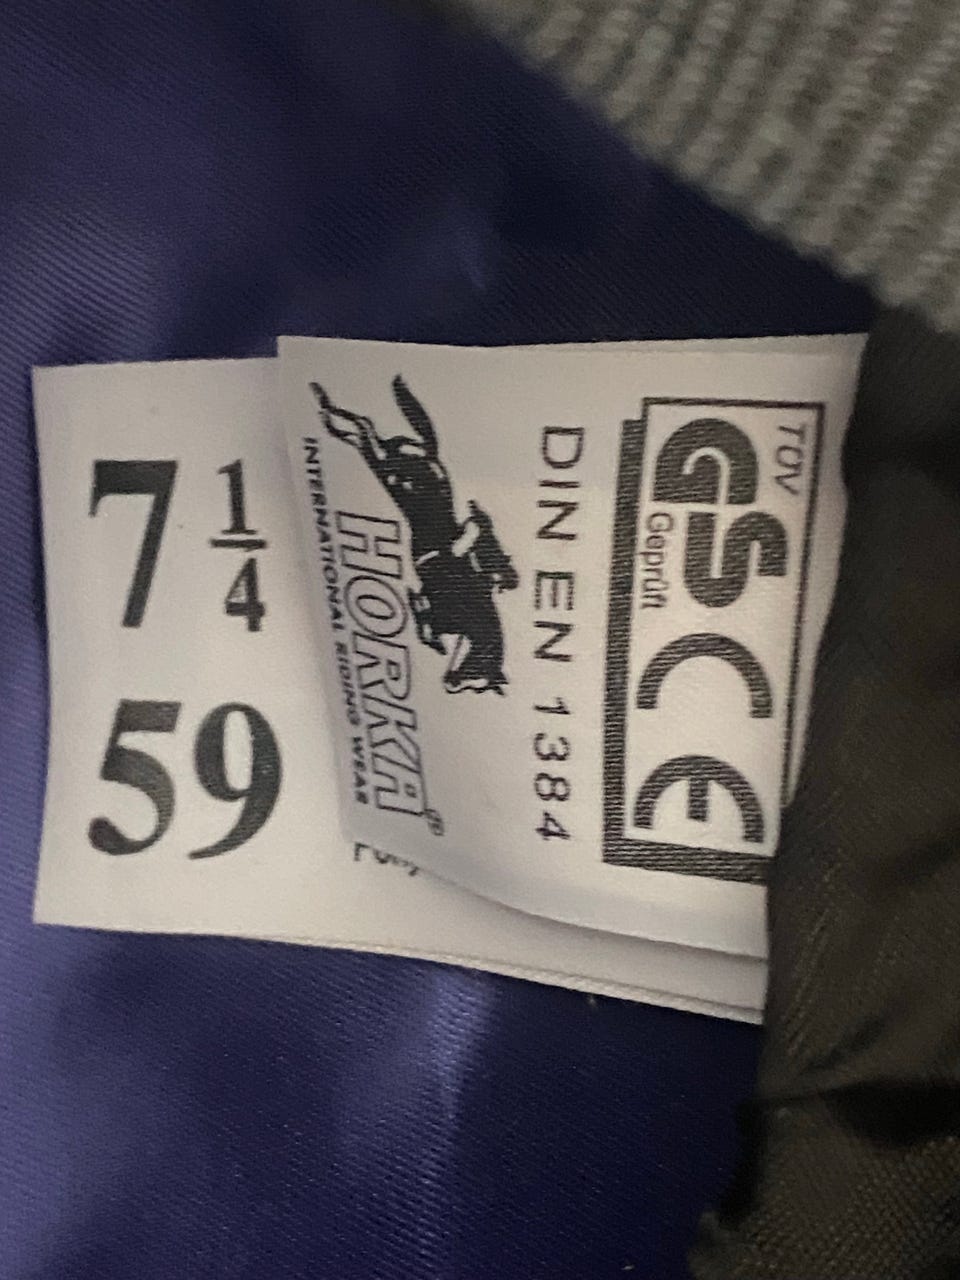 TÜV
GS CE
Geprüft
DIN EN 1384
HORKA®
INTERNATIONAL RIDING WEAR
7 1/4
59